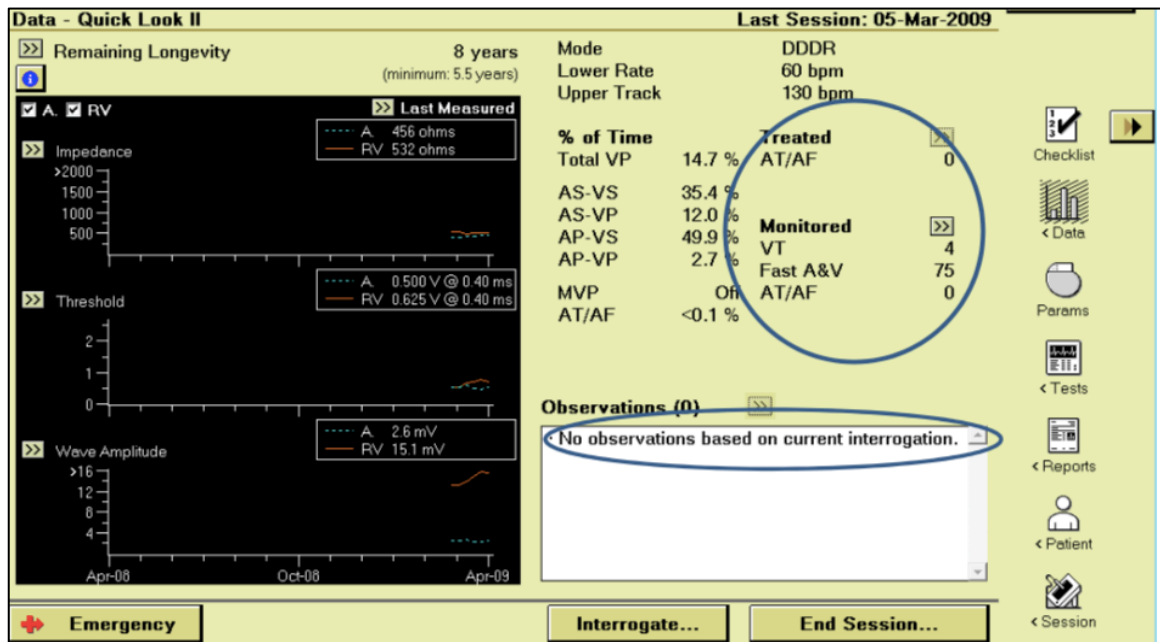 Data - Quick Look II
Last Session: 05-Mar-2009
>> Remaining Longevity 8 years
(minimum: 5.5 years)
i
A. RV >> Last Measured
A. 456 ohms
RV 532 ohms
>> Impedance
>2000
1500
1000
500
A. 0.500 V @ 0.40 ms
RV 0.625 V @ 0.40 ms
>> Threshold
2
1
0
A. 2.6 mV
RV 15.1 mV
>> Wave Amplitude
>16
12
8
4
Apr-08 Oct-08 Apr-09
Mode DDDR
Lower Rate 60 bpm
Upper Track 130 bpm
% of Time
Total VP 14.7 %
AS-VS 35.4 %
AS-VP 12.0 %
AP-VS 49.9 %
AP-VP 2.7 %
MVP Off
AT/AF <0.1 %
Treated >>
AT/AF 0
Monitored >>
VT 4
Fast A&V 75
AT/AF 0
Observations (0) >>
· No observations based on current interrogation.
1
2
3
Checklist
< Data
Params
< Tests
< Reports
< Patient
< Session
Emergency
Interrogate...
End Session...